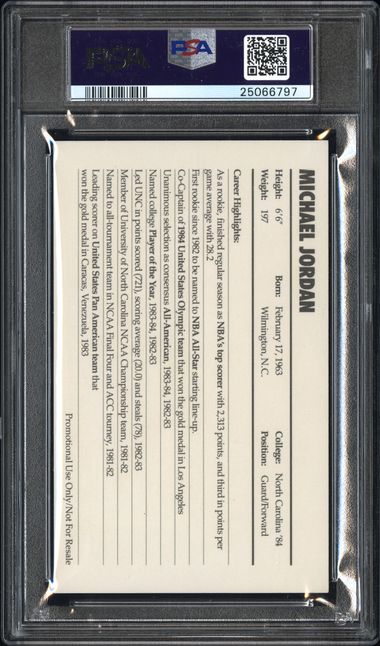 PSA
PSA
25066797
MICHAEL JORDAN
Height: 6'6" Born: February 17, 1963 College: North Carolina '84
Weight: 197 Wilmington, N.C. Position: Guard/Forward
Career Highlights:
As a rookie, finished regular season as NBA's top scorer with 2,313 points, and third in points per
game average with 28.2
First rookie since 1982 to be named to NBA All-Star starting line-up.
Co-Captain of 1984 United States Olympic team that won the gold medal in Los Angeles
Unanimous selection as consensus All-American, 1983-84, 1982-83
Named college Player of the Year, 1983-84, 1982-83
Led UNC in points scored (721), scoring average (20.0) and steals (78), 1982-83
Member of University of North Carolina NCAA Championship team, 1981-82
Named to all-tournament team in NCAA Final Four and ACC tourney, 1981-82
Leading score on United States Pan American team that
won the gold medal in Caracas, Venezuela, 1983
Promotional Use Only/Not For Resale